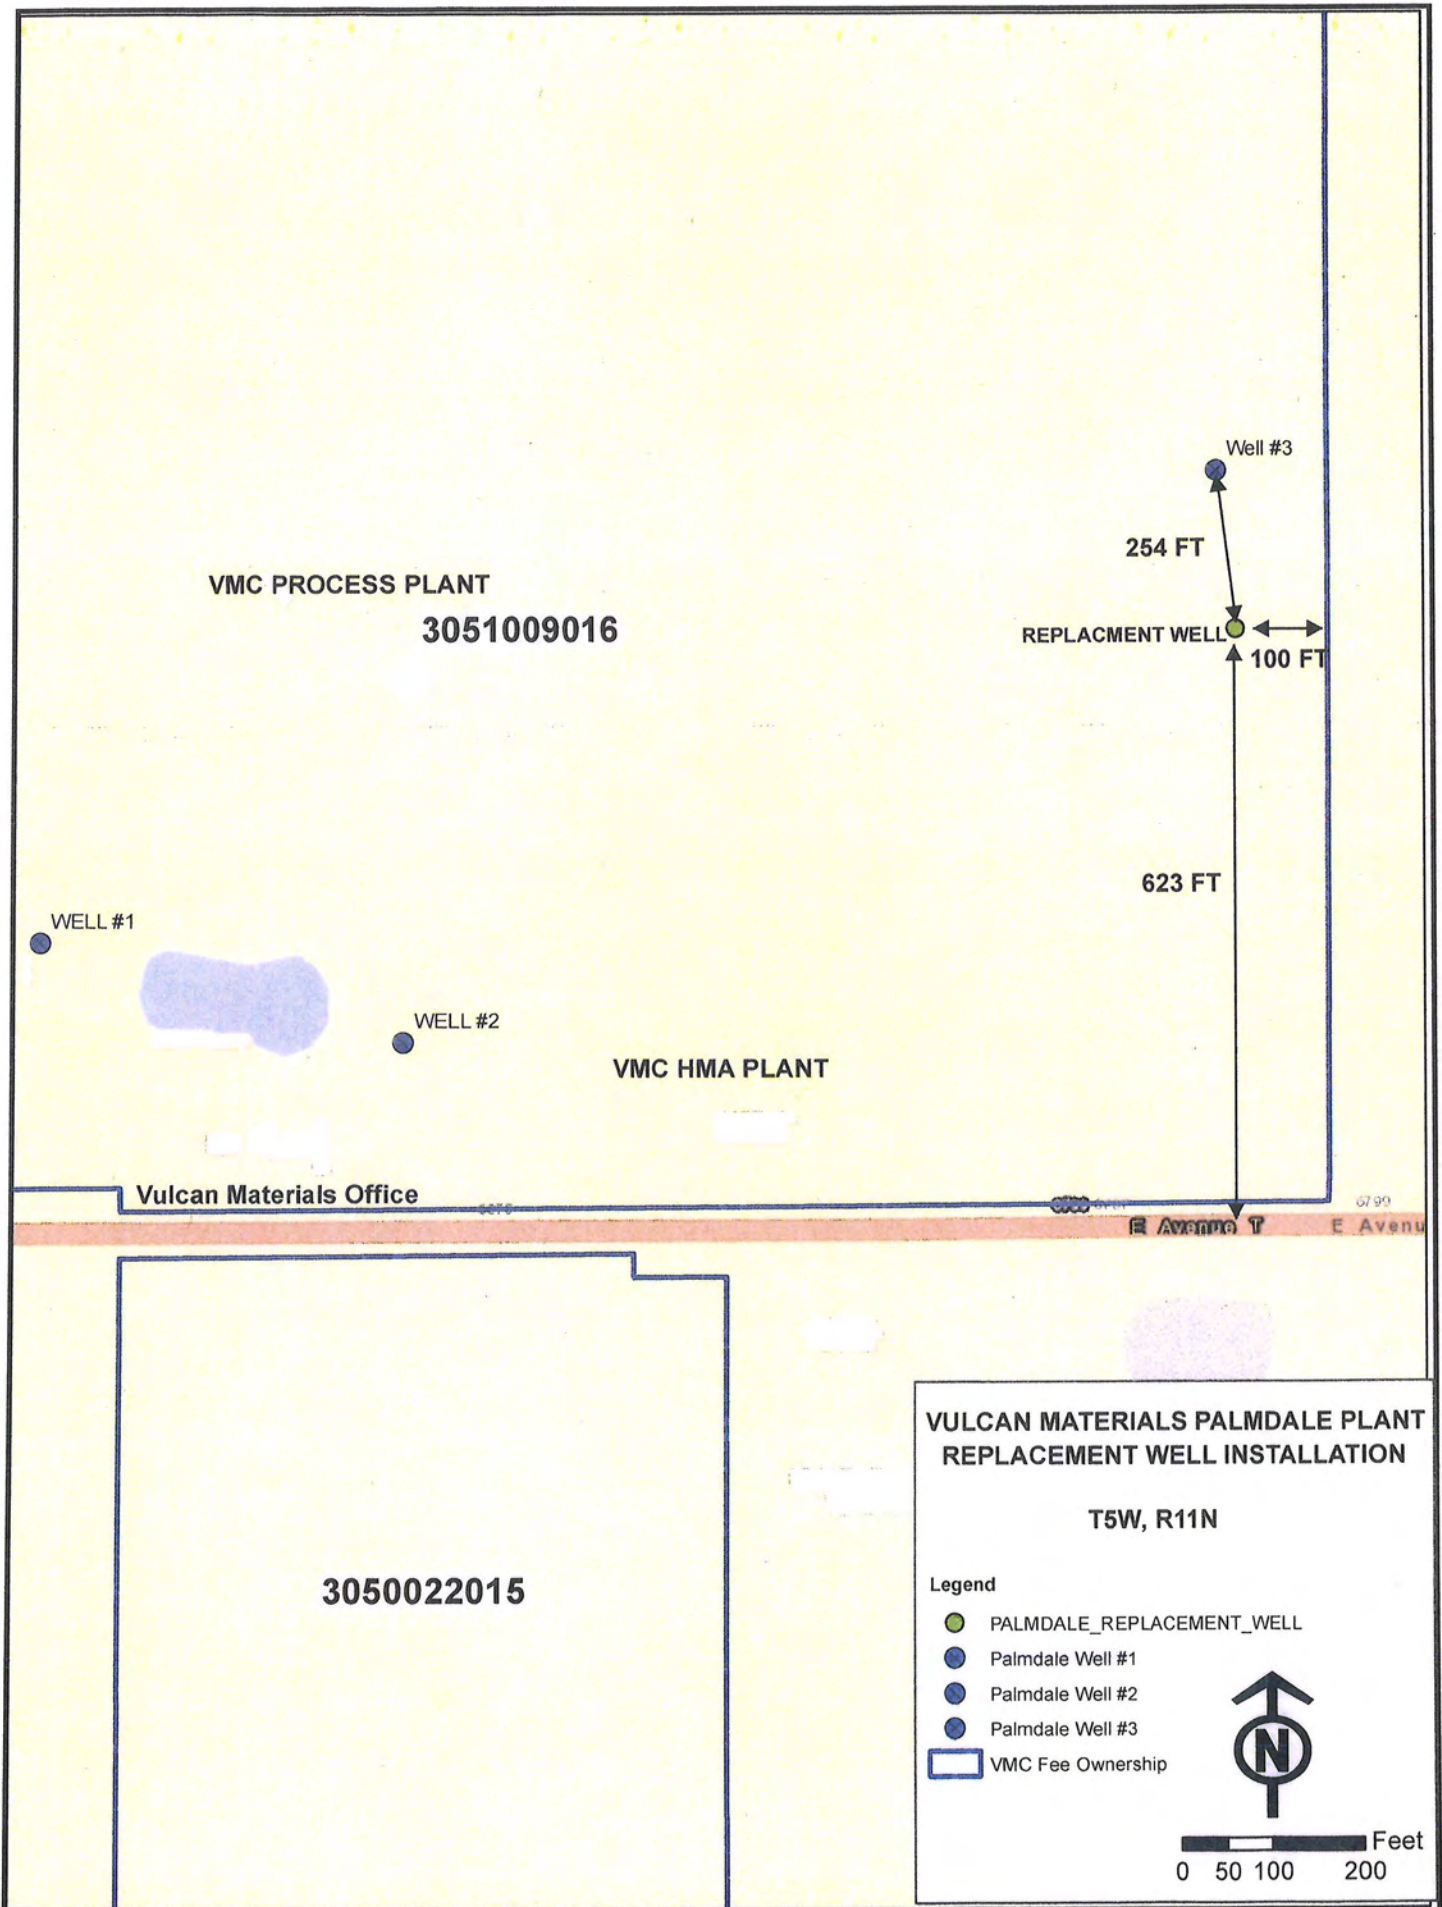 Well #3
254 FT
VMC PROCESS PLANT
3051009016
REPLACMENT WELL
100 FT
623 FT
WELL #1
WELL #2
VMC HMA PLANT
Vulcan Materials Office
6799
E Avenue T
E Avenu
VULCAN MATERIALS PALMDALE PLANT
REPLACEMENT WELL INSTALLATION
T5W, R11N
3050022015
Legend
PALMDALE_REPLACEMENT_WELL
Palmdale Well #1
Palmdale Well #2
Palmdale Well #3
VMC Fee Ownership
N
Feet
0 50 100 200